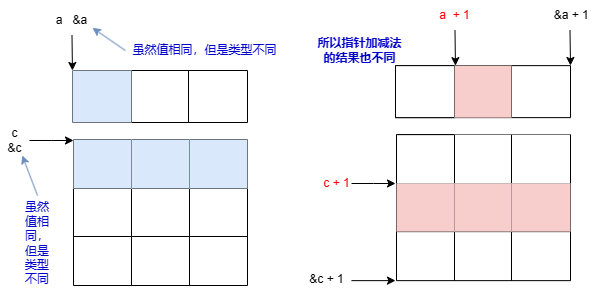 a &a
虽然值相同，但是类型不同
c
&c
虽然
值相
同，
但是
类型
不同
a + 1
&a + 1
所以指针加减法
的结果也不同
c + 1
&c + 1